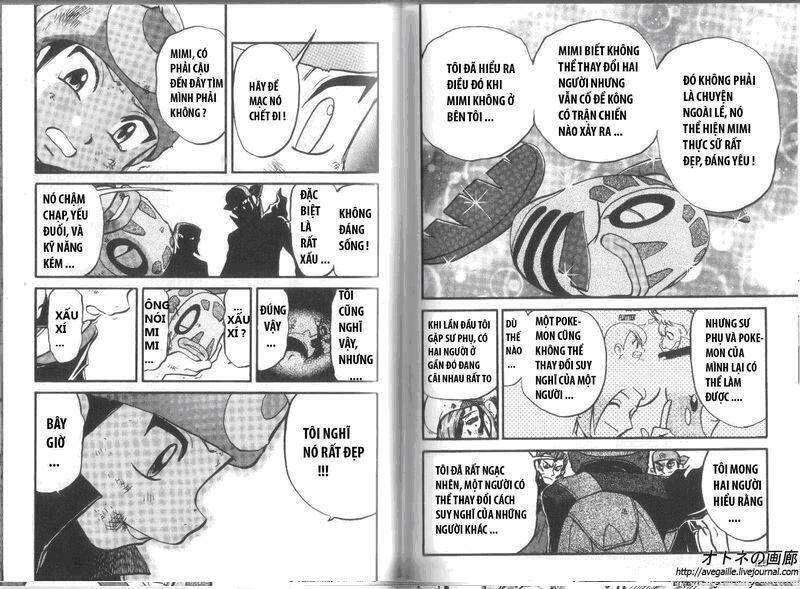 MIMI, CÓ
PHẢI CẬU
ĐẾN ĐÂY TÌM
MÌNH PHẢI
KHÔNG ?
HÃY ĐỂ
MẠC NÓ
CHẾT ĐI !
NÓ CHẬM
CHẠP, YẾU
ĐUỐI, VÀ
KỸ NĂNG
KÉM ...
ĐẶC
BIỆT
LÀ
RẤT
XẤU ...
KHÔNG
ĐÁNG
SỐNG !
XẤU
XÍ
...
ÔNG
NÓI
MI
MI
...
...
XẤU
XÍ ?
ĐÚNG
VẬY ...
TÔI
CŨNG
NGHĨ
VẬY,
NHƯNG
....
BÂY
GIỜ
...
TÔI NGHĨ
NÓ RẤT ĐẸP
!!!
TÔI ĐÃ HIỂU RA
ĐIỀU ĐÓ KHI
MIMI KHÔNG Ở
BÊN TÔI ...
MIMI BIẾT KHÔNG
THỂ THAY ĐỔI HAI
NGƯỜI NHƯNG
VẪN CỐ ĐỂ KÔNG
CÓ TRẬN CHIẾN
NÀO XẢY RA ...
ĐÓ KHÔNG PHẢI
LÀ CHUYỆN
NGOÀI LỀ, NÓ
THỂ HIỆN MIMI
THỰC SỮ RẤT
ĐẸP, ĐÁNG YÊU !
KHI LẦN ĐẦU TÔI
GẶP SƯ PHỤ, CÓ
HAI NGƯỜI Ở
GẦN ĐÓ ĐANG
CÃI NHAU RẤT TO
DÙ
THẾ
NÀO
...
MỘT POKE-
MON CŨNG
KHÔNG THỂ
THAY ĐỔI SUY
NGHĨ CỦA MỘT
NGƯỜI ...
FLUTTER
NHƯNG SƯ
PHỤ VÀ POKE-
MON CỦA
MÌNH LẠI CÓ
THỂ LÀM
ĐƯỢC ....
TÔI ĐÃ RẤT NGẠC
NHIÊN, MỘT NGƯỜI CÓ
THỂ THAY ĐỔI CÁCH
SUY NGHĨ CỦA NHỮNG
NGƯỜI KHÁC ...
TÔI MONG
HAI NGƯỜI
HIỂU RẰNG
....
オトネの画廊
http://avegaille.livejournal.com